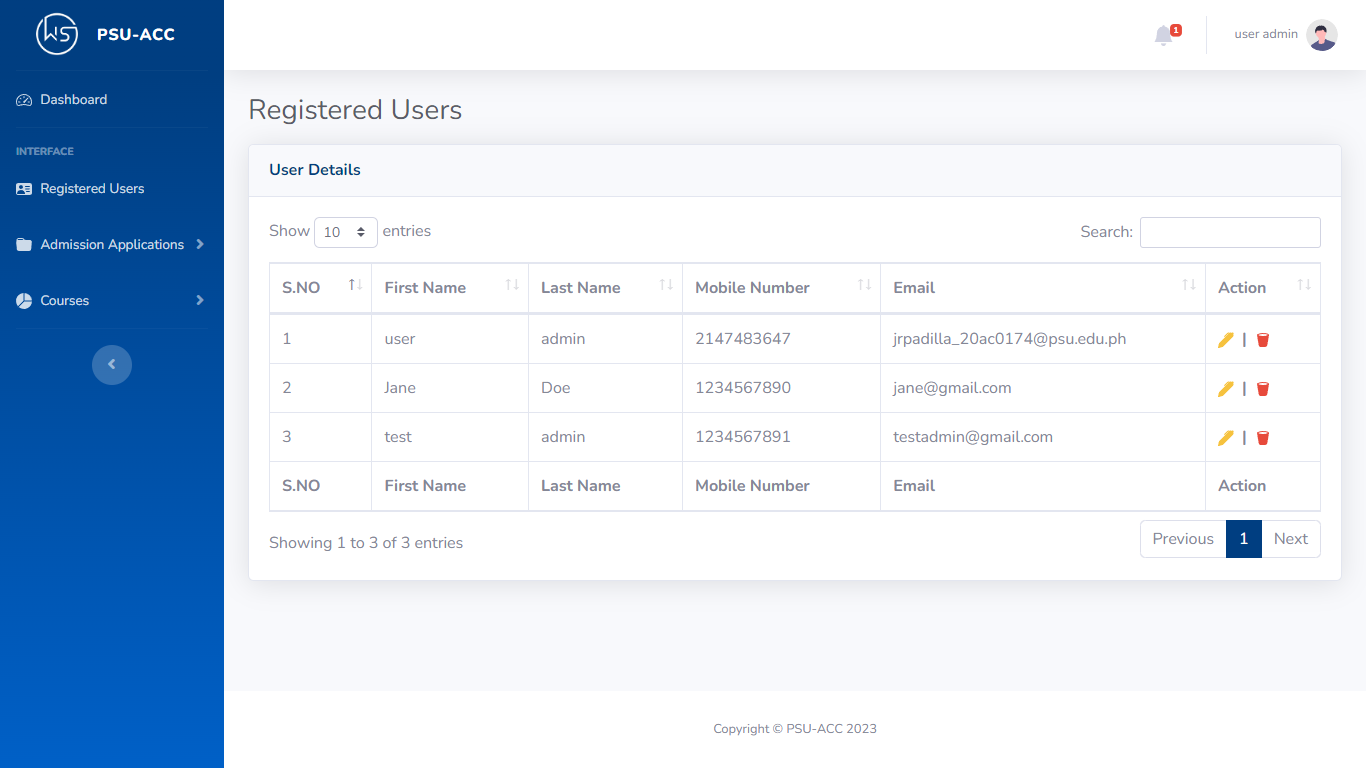 WS PSU-ACC
1
user admin
Dashboard
INTERFACE
Registered Users
Admission Applications
Courses
Registered Users
User Details
Show 10 entries
Search:
S.NO First Name Last Name Mobile Number Email Action
1 user admin 2147483647 jrpadilla_20ac0174@psu.edu.ph |
2 Jane Doe 1234567890 jane@gmail.com |
3 test admin 1234567891 testadmin@gmail.com |
S.NO First Name Last Name Mobile Number Email Action
Showing 1 to 3 of 3 entries
Previous 1 Next
Copyright © PSU-ACC 2023